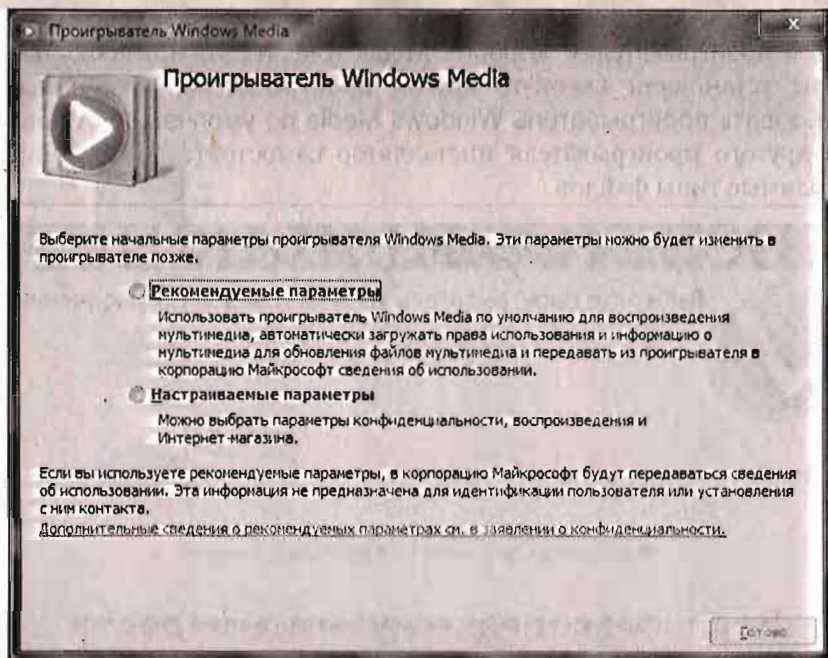 Проигрыватель Windows Media
Проигрыватель Windows Media
Выберите начальные параметры проигрывателя Windows Media. Эти параметры можно будет изменить в
проигрывателе позже.
Рекомендуемые параметры
Использовать проигрыватель Windows Media по умолчанию для воспроизведения
мультимедиа, автоматически загружать права использования и информацию о
мультимедиа для обновления файлов мультимедиа и передавать из проигрывателя в
корпорацию Майкрософт сведения об использовании.
Настраиваемые параметры
Можно выбрать параметры конфиденциальности, воспроизведения и
Интернет-магазина.
Если вы используете рекомендуемые параметры, в корпорацию Майкрософт будут передаваться сведения
об использовании. Эта информация не предназначена для идентификации пользователя или установления
с ним контакта.
Дополнительные сведения о рекомендуемых параметрах см. в заявлении о конфиденциальности.
Готово